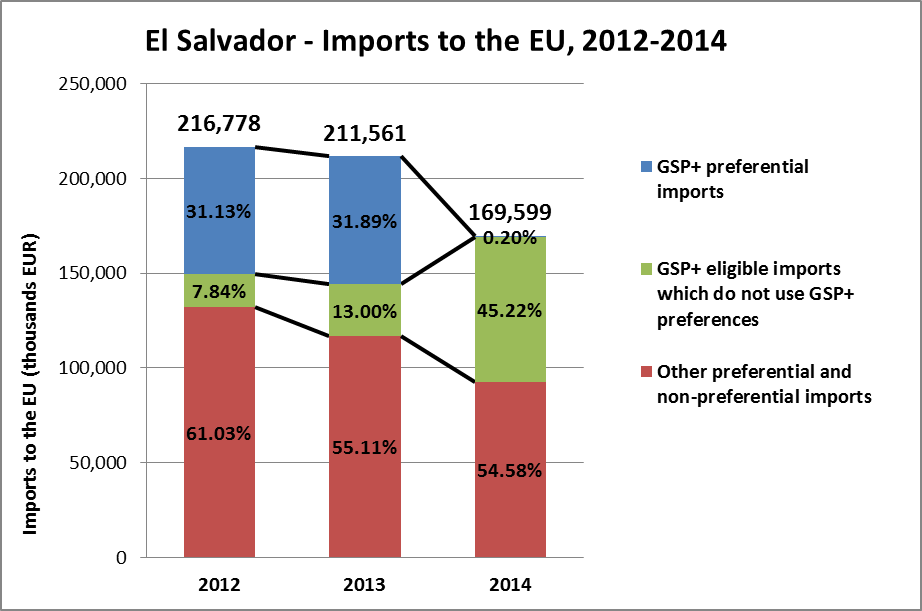 El Salvador - Imports to the EU, 2012-2014
Imports to the EU (thousands EUR)
250,000
200,000
150,000
100,000
50,000
0
216,778
31.13%
7.84%
61.03%
2012
211,561
31.89%
13.00%
55.11%
2013
169,599
0.20%
45.22%
54.58%
2014
GSP+ preferential
imports
GSP+ eligible imports
which do not use GSP+
preferences
Other preferential and
non-preferential imports